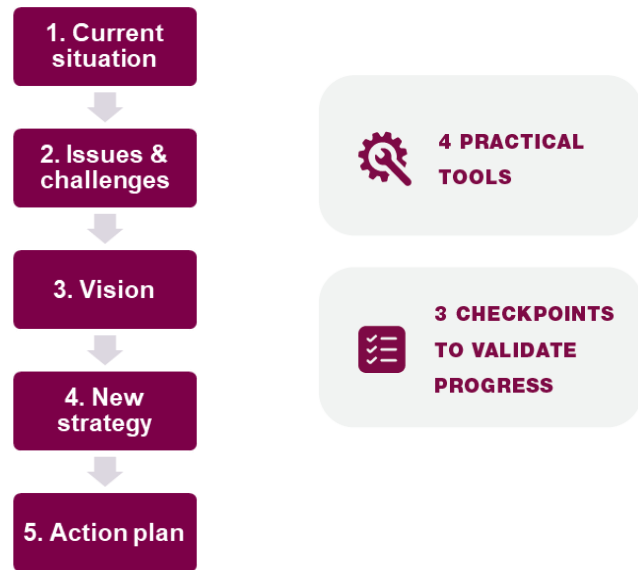 1. Current
situation
2. Issues &
challenges
3. Vision
4. New
strategy
5. Action plan
4 PRACTICAL
TOOLS
3 CHECKPOINTS
TO VALIDATE
PROGRESS